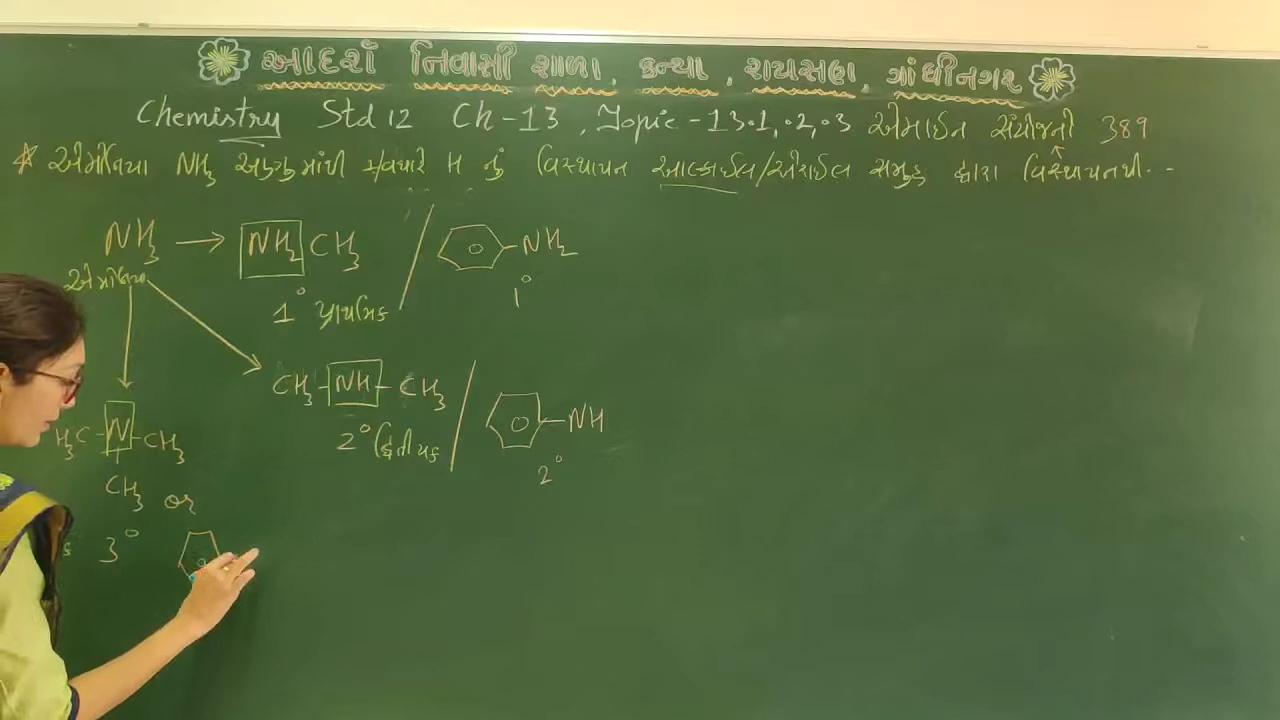 આદર્શ નિવાસી શાળા, કન્યા, રાયસણ, ગાંધીનગર
Chemistry Std 12 Ch-13, Topic-13.1,.2,.3 એમાઈન સંયોજનો 389
* એમોનિયા NH3 અણુમાંથી 1/વધારે H નું વિસ્થાપન આલ્કાઈલ/એરાઈલ સમૂહ દ્વારા વિસ્થાપનથી...
NH3 → NH2 CH3 / NH2
એમોનિયા
1° પ્રાથમિક 1°
CH3-NH-CH3 / NH
2° દ્વિતીયક 2°
H3C-N-CH3
CH3 or
3°